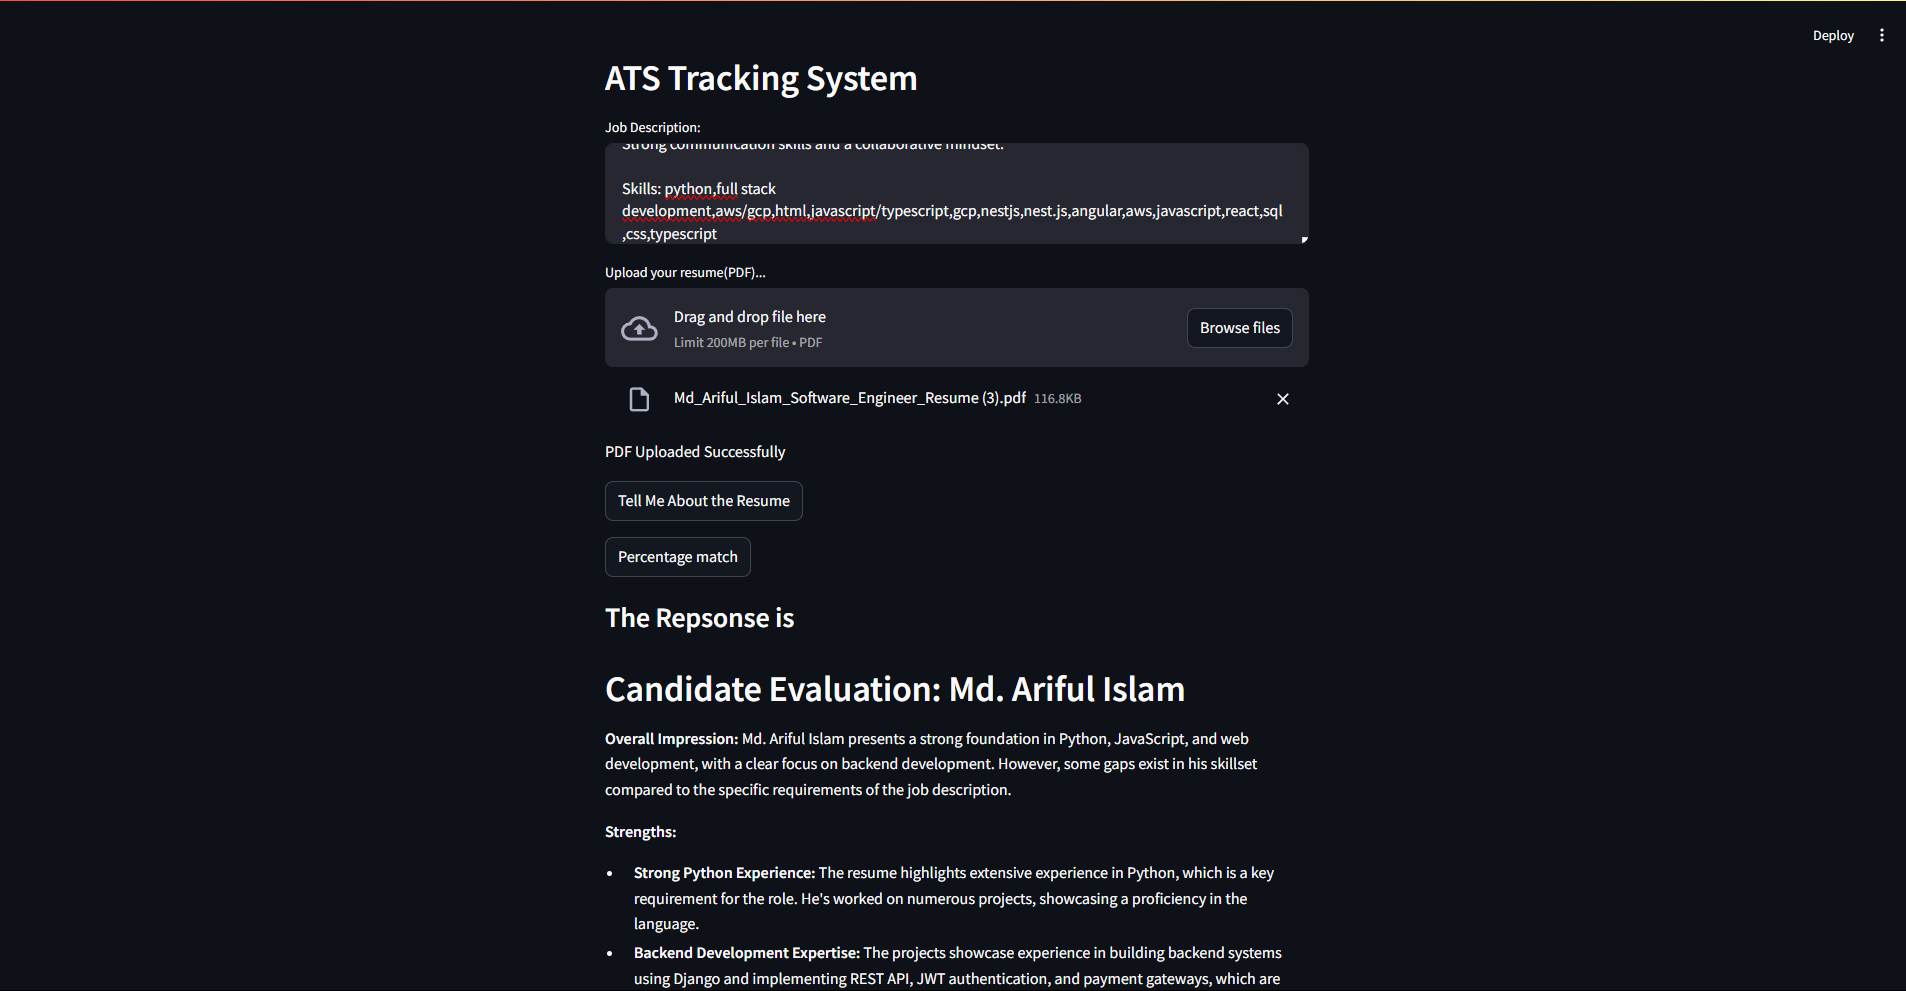 Deploy
ATS Tracking System
Job Description:
Strong communication skills and a collaborative mindset.
Skills: python,full stack
development,aws/gcp,html,javascript/typescript,gcp,nestjs,nest.js,angular,aws,javascript,react,sql
,css,typescript
Upload your resume(PDF)...
Drag and drop file here
Limit 200MB per file • PDF
Browse files
Md_Ariful_Islam_Software_Engineer_Resume (3).pdf 116.8KB
PDF Uploaded Successfully
Tell Me About the Resume
Percentage match
The Repsonse is
Candidate Evaluation: Md. Ariful Islam
Overall Impression: Md. Ariful Islam presents a strong foundation in Python, JavaScript, and web
development, with a clear focus on backend development. However, some gaps exist in his skillset
compared to the specific requirements of the job description.
Strengths:
• Strong Python Experience: The resume highlights extensive experience in Python, which is a key
requirement for the role. He's worked on numerous projects, showcasing a proficiency in the
language.
• Backend Development Expertise: The projects showcase experience in building backend systems
using Django and implementing REST API, JWT authentication, and payment gateways, which are